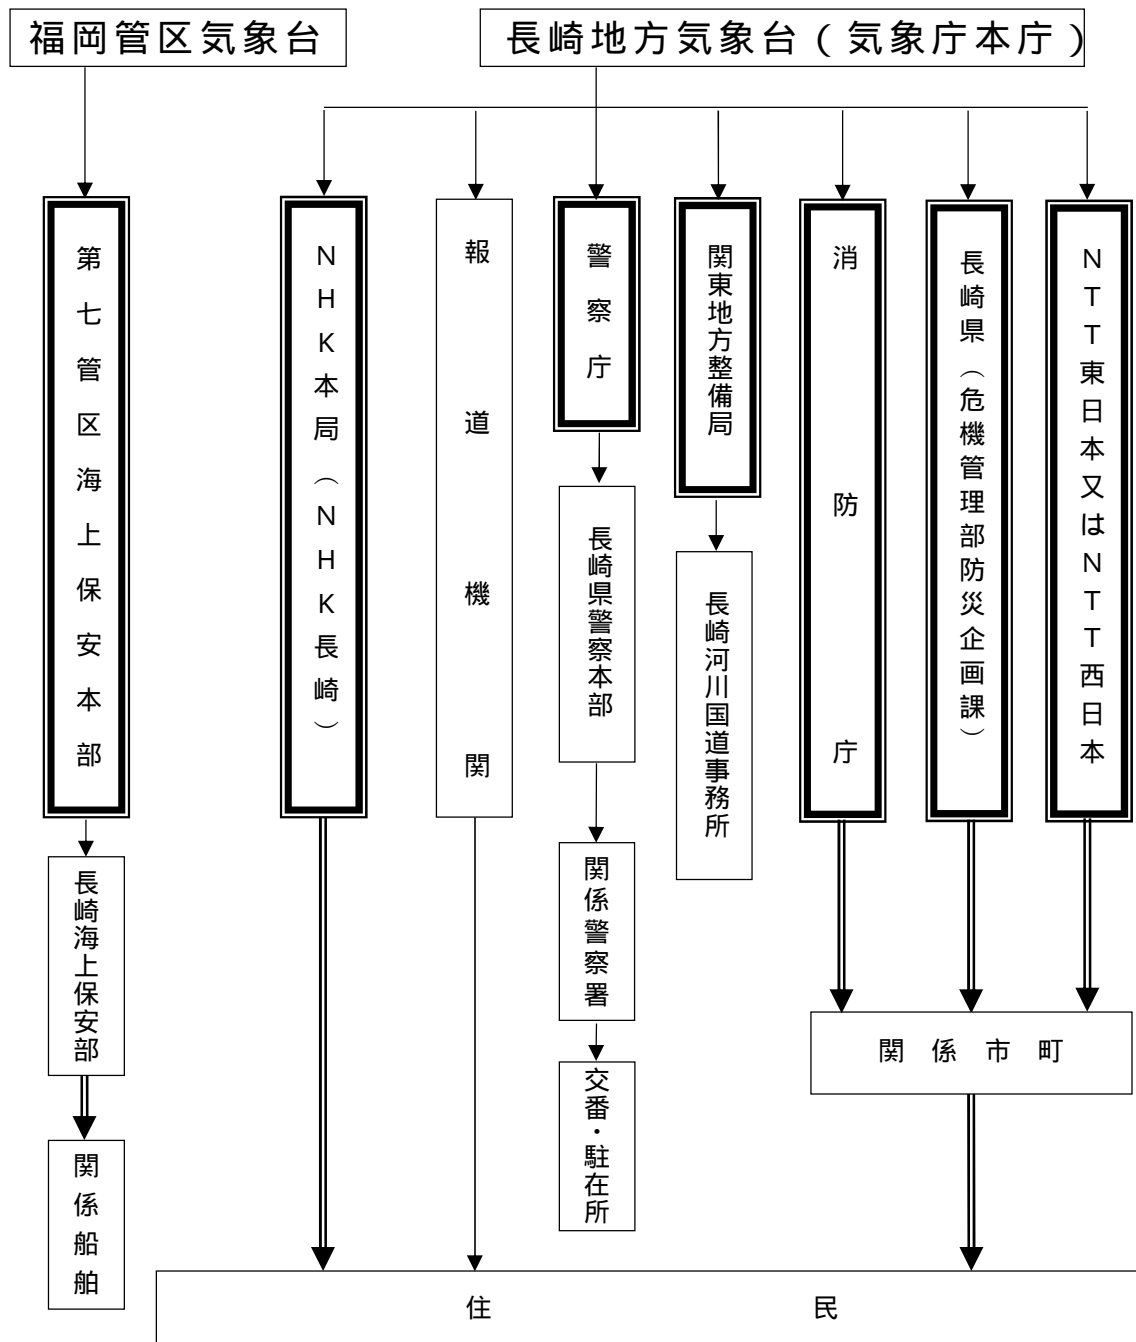 福岡管区気象台
長崎地方気象台（気象庁本庁）
第七管区海上保安本部
NHK本局（NHK長崎）
報道機関
警察庁
関東地方整備局
消防庁
長崎県（危機管理部防災企画課）
NTT東日本又はNTT西日本
長崎県警察本部
長崎河川国道事務所
長崎海上保安部
関係警察署
関係市町
交番・駐在所
関係船舶
住民